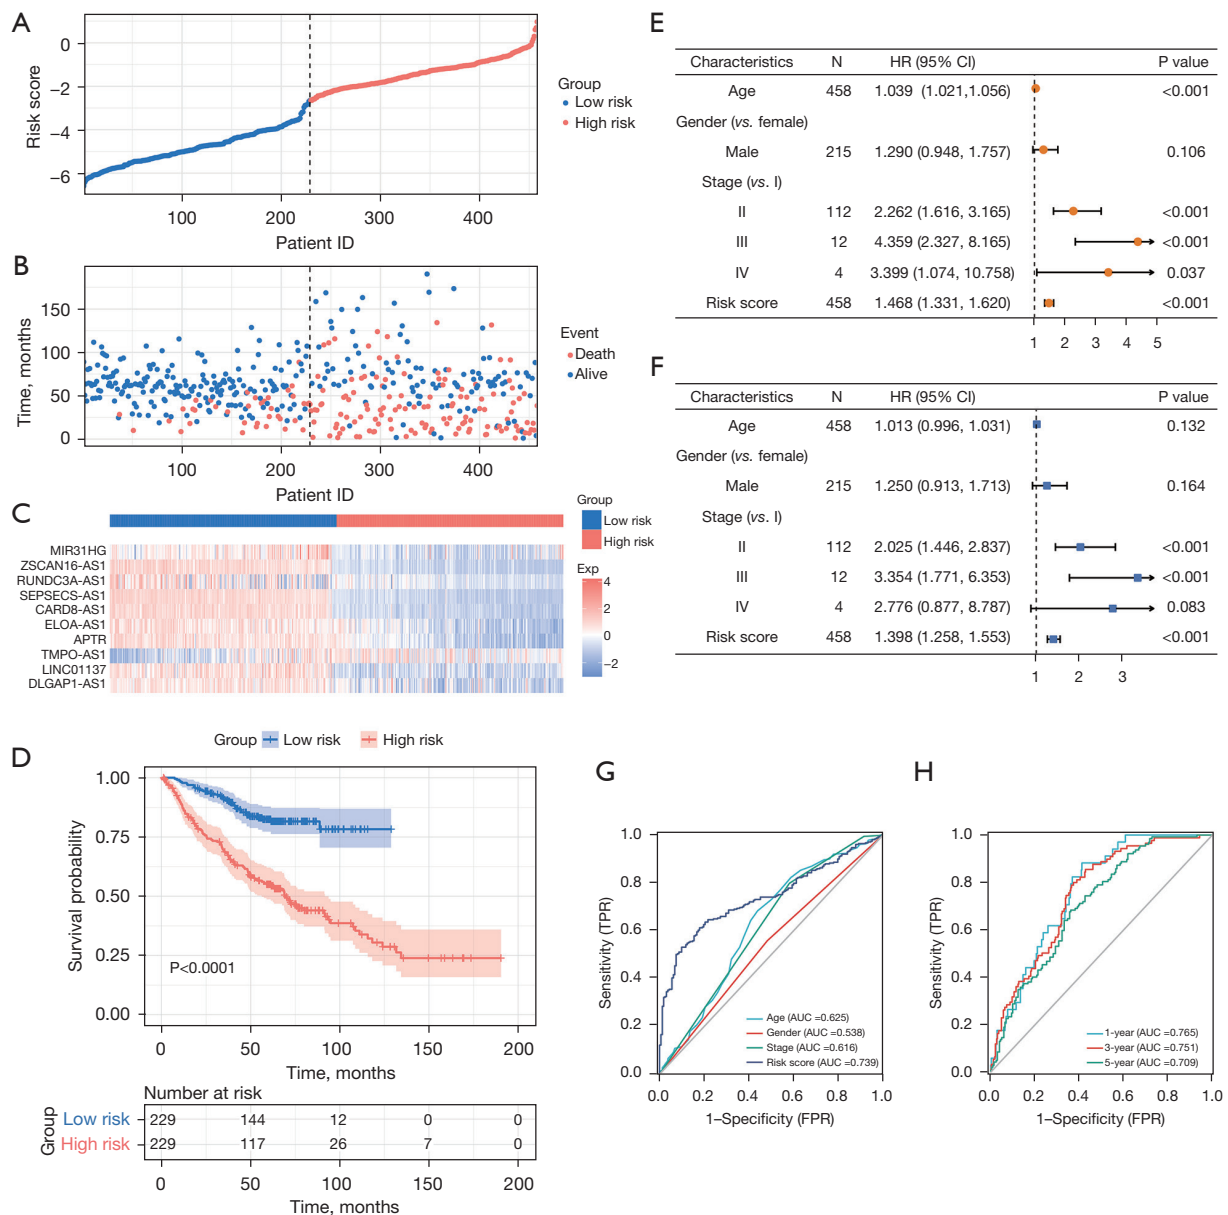 A
Risk score
0
−2
−4
−6
100
200
300
400
Patient ID
Group
Low risk
High risk
B
Time, months
150
100
50
0
100
200
300
400
Patient ID
Event
Death
Alive
C
MIR31HG
ZSCAN16-AS1
RUNDC3A-AS1
SEPSECS-AS1
CARD8-AS1
ELOA-AS1
APTR
TMPO-AS1
LINC01137
DLGAP1-AS1
Group
Low risk
High risk
Exp
4
2
0
−2
D
Group Low risk High risk
Survival probability
1.00
0.75
0.50
0.25
0.00
P<0.0001
0 50 100 150 200
Time, months
Number at risk
Group
Low risk 229 144 12 0 0
High risk 229 117 26 7 0
0 50 100 150 200
Time, months
E
Characteristics N HR (95% CI) P value
Age 458 1.039 (1.021,1.056) <0.001
Gender (vs. female)
Male 215 1.290 (0.948, 1.757) 0.106
Stage (vs. I)
II 112 2.262 (1.616, 3.165) <0.001
III 12 4.359 (2.327, 8.165) <0.001
IV 4 3.399 (1.074, 10.758) 0.037
Risk score 458 1.468 (1.331, 1.620) <0.001
1 2 3 4 5
F
Characteristics N HR (95% CI) P value
Age 458 1.013 (0.996, 1.031) 0.132
Gender (vs. female)
Male 215 1.250 (0.913, 1.713) 0.164
Stage (vs. I)
II 112 2.025 (1.446, 2.837) <0.001
III 12 3.354 (1.771, 6.353) <0.001
IV 4 2.776 (0.877, 8.787) 0.083
Risk score 458 1.398 (1.258, 1.553) <0.001
1 2 3
G
Sensitivity (TPR)
1.0
0.8
0.6
0.4
0.2
0.0
Age (AUC =0.625)
Gender (AUC =0.538)
Stage (AUC =0.616)
Risk score (AUC =0.739)
0.0 0.2 0.4 0.6 0.8 1.0
1−Specificity (FPR)
H
Sensitivity (TPR)
1.0
0.8
0.6
0.4
0.2
0.0
1-year (AUC =0.765)
3-year (AUC =0.751)
5-year (AUC =0.709)
0.0 0.2 0.4 0.6 0.8 1.0
1−Specificity (FPR)